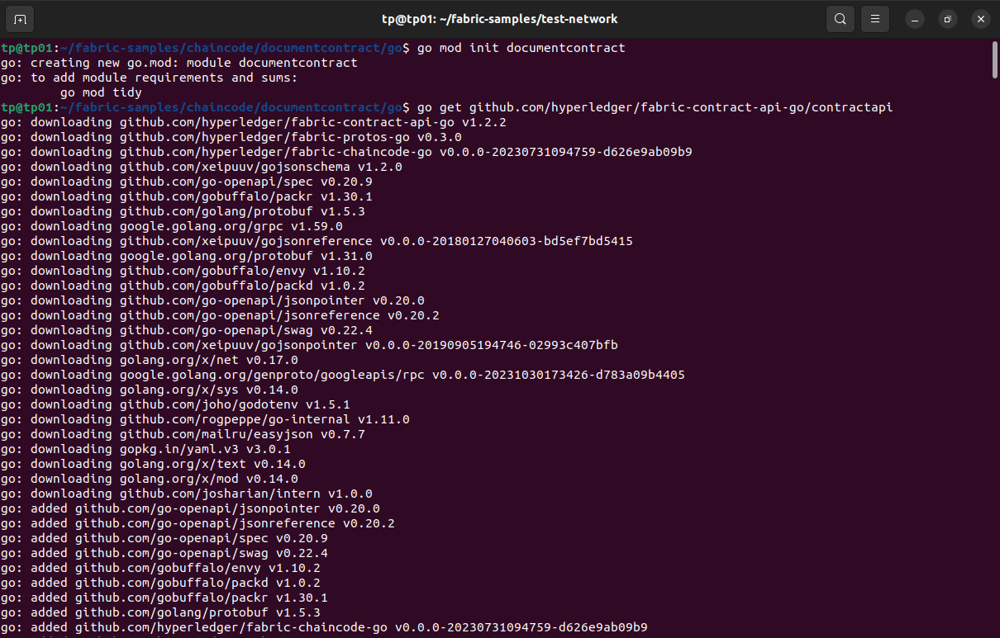 tp@tp01: ~/fabric-samples/test-network
tp@tp01:~/fabric-samples/chaincode/documentcontract/go$ go mod init documentcontract
go: creating new go.mod: module documentcontract
go: to add module requirements and sums:
        go mod tidy
tp@tp01:~/fabric-samples/chaincode/documentcontract/go$ go get github.com/hyperledger/fabric-contract-api-go/contractapi
go: downloading github.com/hyperledger/fabric-contract-api-go v1.2.2
go: downloading github.com/hyperledger/fabric-protos-go v0.3.0
go: downloading github.com/hyperledger/fabric-chaincode-go v0.0.0-20230731094759-d626e9ab09b9
go: downloading github.com/xeipuuv/gojsonschema v1.2.0
go: downloading github.com/go-openapi/spec v0.20.9
go: downloading github.com/gobuffalo/packr v1.30.1
go: downloading github.com/golang/protobuf v1.5.3
go: downloading google.golang.org/grpc v1.59.0
go: downloading github.com/xeipuuv/gojsonreference v0.0.0-20180127040603-bd5ef7bd5415
go: downloading google.golang.org/protobuf v1.31.0
go: downloading github.com/gobuffalo/envy v1.10.2
go: downloading github.com/gobuffalo/packd v1.0.2
go: downloading github.com/go-openapi/jsonpointer v0.20.0
go: downloading github.com/go-openapi/jsonreference v0.20.2
go: downloading github.com/go-openapi/swag v0.22.4
go: downloading github.com/xeipuuv/gojsonpointer v0.0.0-20190905194746-02993c407bfb
go: downloading golang.org/x/net v0.17.0
go: downloading google.golang.org/genproto/googleapis/rpc v0.0.0-20231030173426-d783a09b4405
go: downloading golang.org/x/sys v0.14.0
go: downloading github.com/joho/godotenv v1.5.1
go: downloading github.com/rogpeppe/go-internal v1.11.0
go: downloading github.com/mailru/easyjson v0.7.7
go: downloading gopkg.in/yaml.v3 v3.0.1
go: downloading golang.org/x/text v0.14.0
go: downloading golang.org/x/mod v0.14.0
go: downloading github.com/josharian/intern v1.0.0
go: added github.com/go-openapi/jsonpointer v0.20.0
go: added github.com/go-openapi/jsonreference v0.20.2
go: added github.com/go-openapi/spec v0.20.9
go: added github.com/go-openapi/swag v0.22.4
go: added github.com/gobuffalo/envy v1.10.2
go: added github.com/gobuffalo/packd v1.0.2
go: added github.com/gobuffalo/packr v1.30.1
go: added github.com/golang/protobuf v1.5.3
go: added github.com/hyperledger/fabric-chaincode-go v0.0.0-20230731094759-d626e9ab09b9